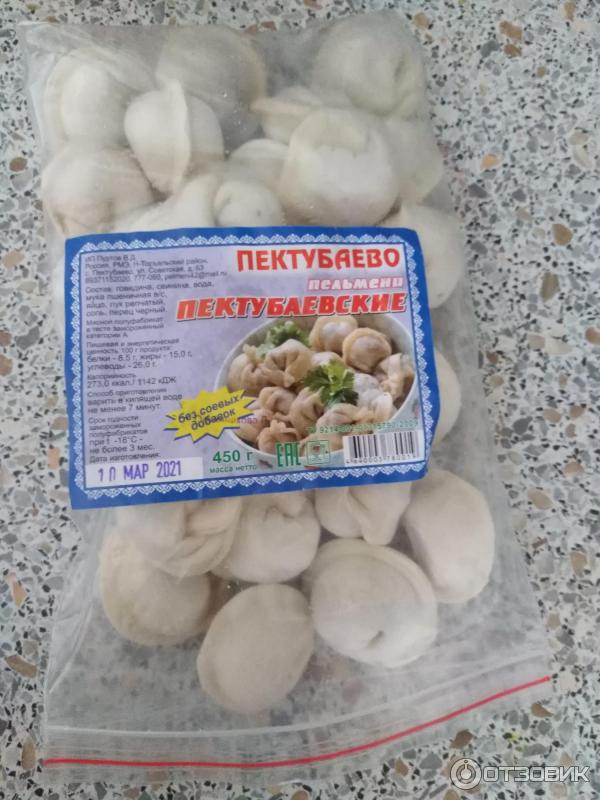 ИП Пуртов В.Д.
Россия, РМЭ, Н-Торъяльский район,
с. Пектубаево, ул. Советская, д. 63
Состав: говядина, свинина, вода,
мука пшеничная в/с,
яйцо, лук репчатый,
соль, перец черный.
Мясной полуфабрикат
в тесте замороженный
категории А.
Пищевая и энергетическая
ценность 100 г продукта:
белки - 8,5 г, жиры - 15,0 г,
углеводы - 26,0 г.
Калорийность
273,0 ккал./ 1142 кДЖ
Способ приготовления
варить в кипящей воде
не менее 7 минут.
Срок годности
замороженных
полуфабрикатов
при t -18°С -
не более 3 мес.
Дата изготовления:
10 МАР 2021
ПЕКТУБАЕВО
пельмени
ПЕКТУБАЕВСКИЕ
без соевых
добавок
450 г
масса нетто
EAC
ОТЗОВИК